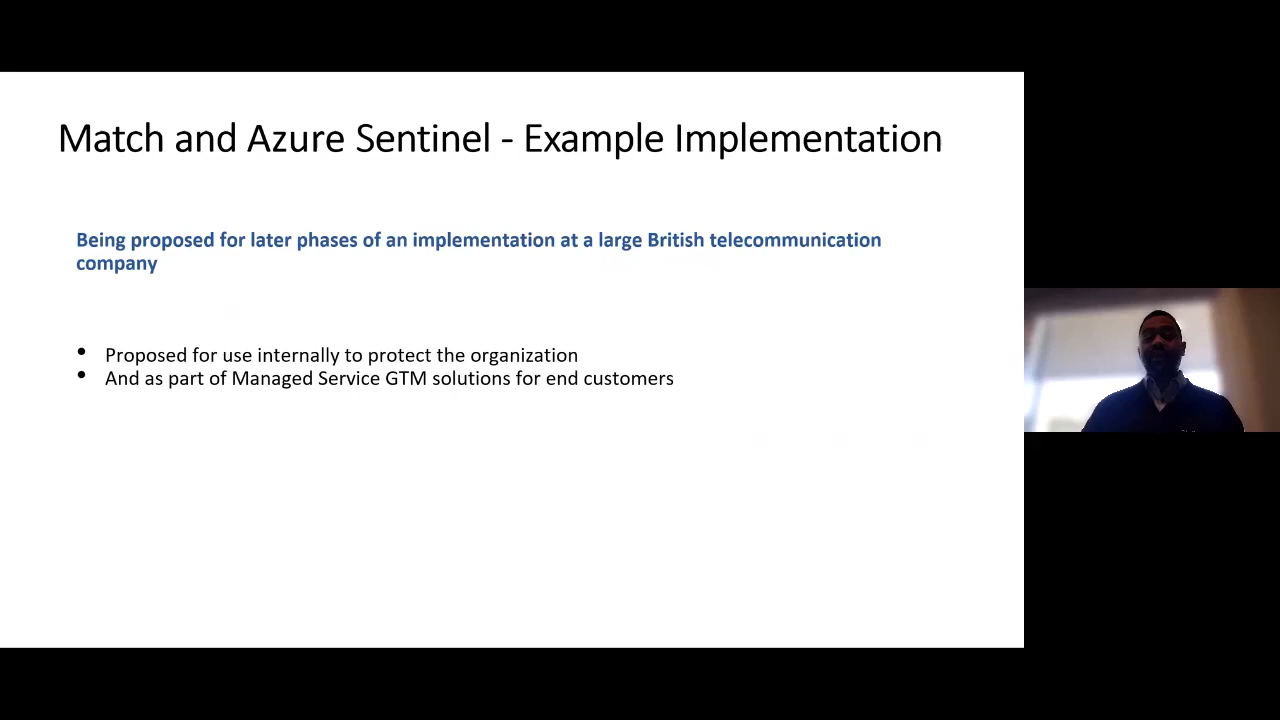 Match and Azure Sentinel - Example Implementation
Being proposed for later phases of an implementation at a large British telecommunication
company
• Proposed for use internally to protect the organization
• And as part of Managed Service GTM solutions for end customers